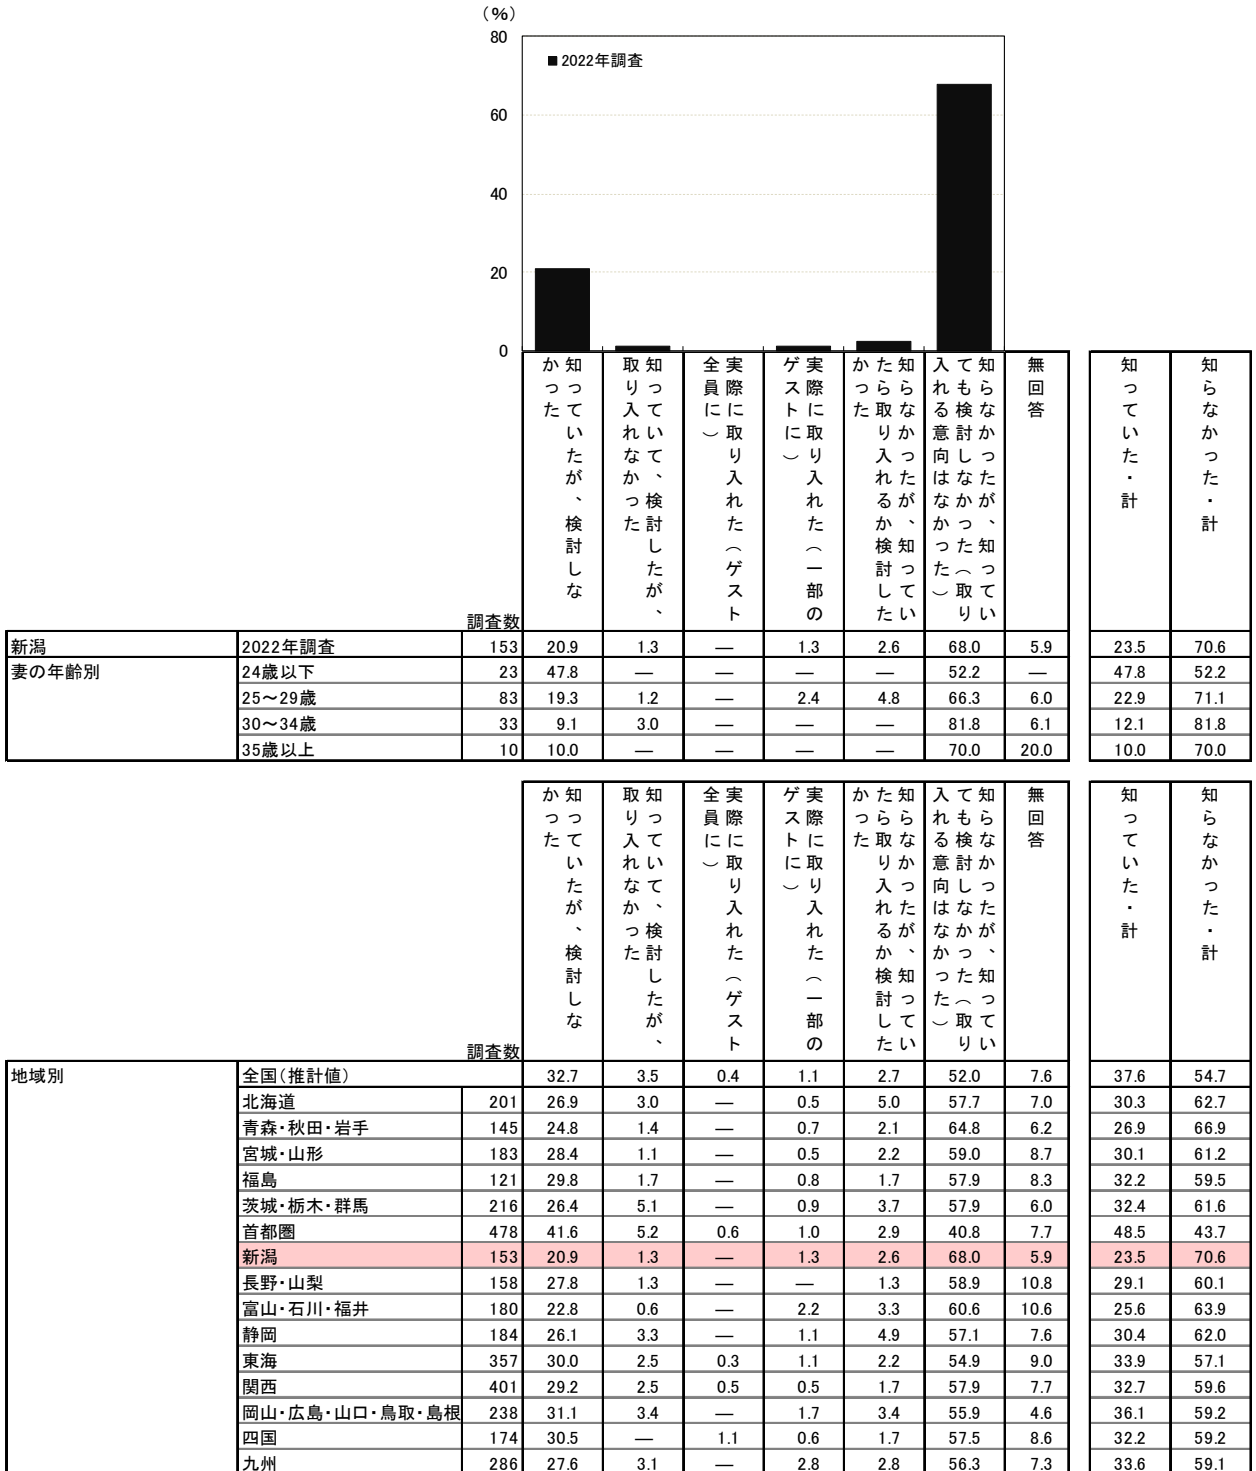 （%）
80
■2022年調査
60
40
20
0
知っていたが、検討しなかった
知っていて、検討したが、取り入れなかった
実際に取り入れた（ゲスト全員に）
実際に取り入れた（一部のゲストに）
知らなかったが、知っていたら取り入れるか検討したかった
知らなかったが、知っていても検討しなかった（取り入れる意向はなかった）
無回答
知っていた・計
知らなかった・計
調査数
新潟 2022年調査 153 20.9 1.3 ― 1.3 2.6 68.0 5.9 23.5 70.6
妻の年齢別 24歳以下 23 47.8 ― ― ― ― 52.2 ― 47.8 52.2
25～29歳 83 19.3 1.2 ― 2.4 4.8 66.3 6.0 22.9 71.1
30～34歳 33 9.1 3.0 ― ― ― 81.8 6.1 12.1 81.8
35歳以上 10 10.0 ― ― ― ― 70.0 20.0 10.0 70.0
知っていたが、検討しなかった
知っていて、検討したが、取り入れなかった
実際に取り入れた（ゲスト全員に）
実際に取り入れた（一部のゲストに）
知らなかったが、知っていたら取り入れるか検討したかった
知らなかったが、知っていても検討しなかった（取り入れる意向はなかった）
無回答
知っていた・計
知らなかった・計
調査数
地域別 全国（推計値） 32.7 3.5 0.4 1.1 2.7 52.0 7.6 37.6 54.7
北海道 201 26.9 3.0 ― 0.5 5.0 57.7 7.0 30.3 62.7
青森・秋田・岩手 145 24.8 1.4 ― 0.7 2.1 64.8 6.2 26.9 66.9
宮城・山形 183 28.4 1.1 ― 0.5 2.2 59.0 8.7 30.1 61.2
福島 121 29.8 1.7 ― 0.8 1.7 57.9 8.3 32.2 59.5
茨城・栃木・群馬 216 26.4 5.1 ― 0.9 3.7 57.9 6.0 32.4 61.6
首都圏 478 41.6 5.2 0.6 1.0 2.9 40.8 7.7 48.5 43.7
新潟 153 20.9 1.3 ― 1.3 2.6 68.0 5.9 23.5 70.6
長野・山梨 158 27.8 1.3 ― ― 1.3 58.9 10.8 29.1 60.1
富山・石川・福井 180 22.8 0.6 ― 2.2 3.3 60.6 10.6 25.6 63.9
静岡 184 26.1 3.3 ― 1.1 4.9 57.1 7.6 30.4 62.0
東海 357 30.0 2.5 0.3 1.1 2.2 54.9 9.0 33.9 57.1
関西 401 29.2 2.5 0.5 0.5 1.7 57.9 7.7 32.7 59.6
岡山・広島・山口・鳥取・島根 238 31.1 3.4 ― 1.7 3.4 55.9 4.6 36.1 59.2
四国 174 30.5 ― 1.1 0.6 1.7 57.5 8.6 32.2 59.2
九州 286 27.6 3.1 ― 2.8 2.8 56.3 7.3 33.6 59.1